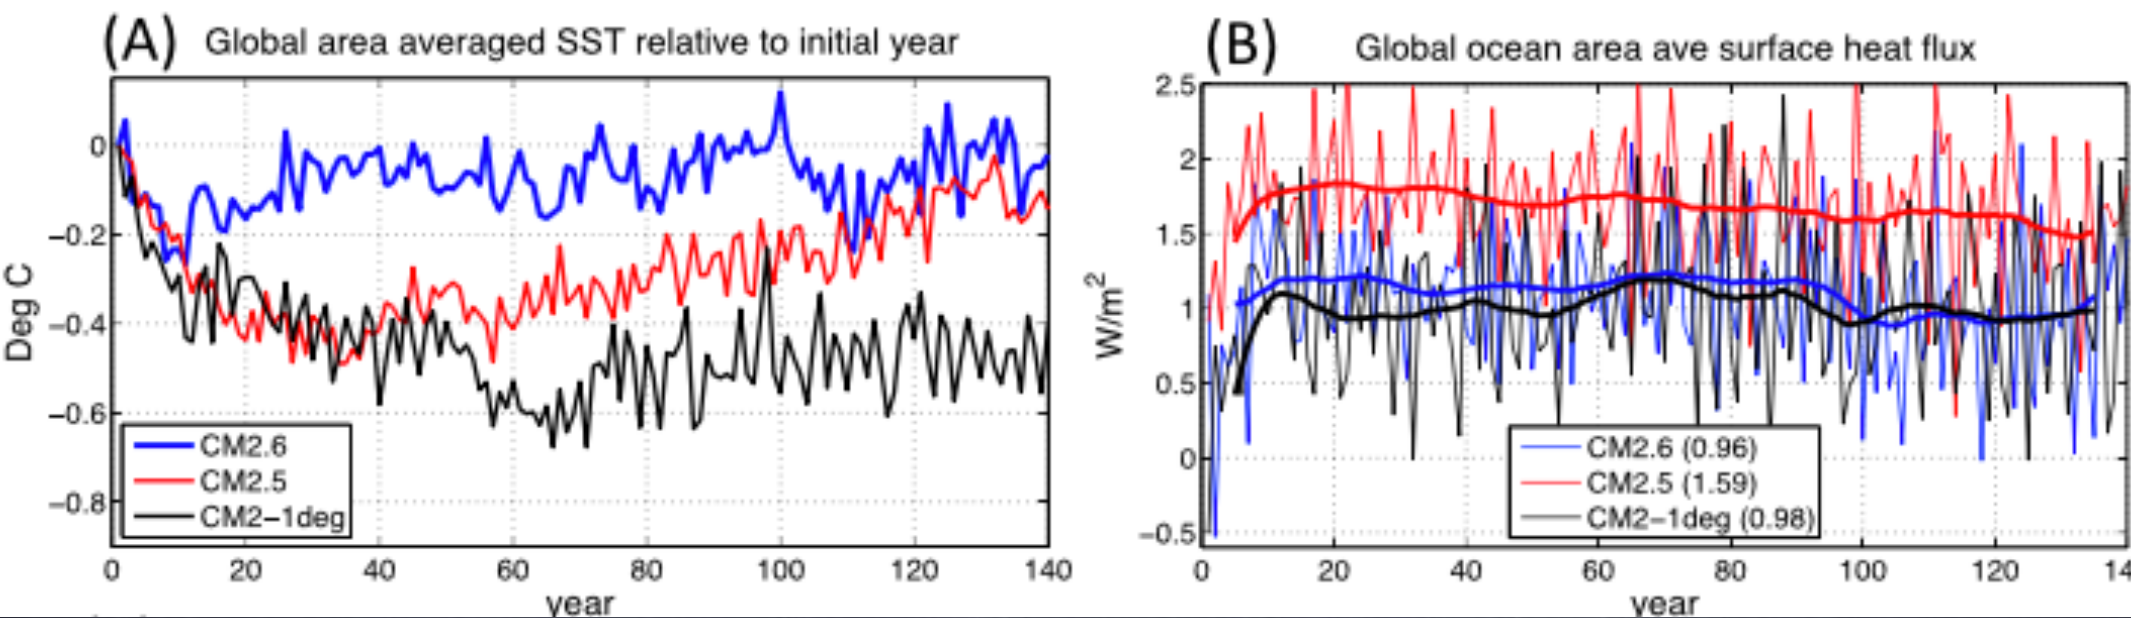 (A) Global area averaged SST relative to initial year
Deg C
0
−0.2
−0.4
−0.6
−0.8
CM2.6
CM2.5
CM2−1deg
0 20 40 60 80 100 120 140
year
(B) Global ocean area ave surface heat flux
W/m²
2.5
2
1.5
1
0.5
0
−0.5
CM2.6 (0.96)
CM2.5 (1.59)
CM2−1deg (0.98)
0 20 40 60 80 100 120 14
year